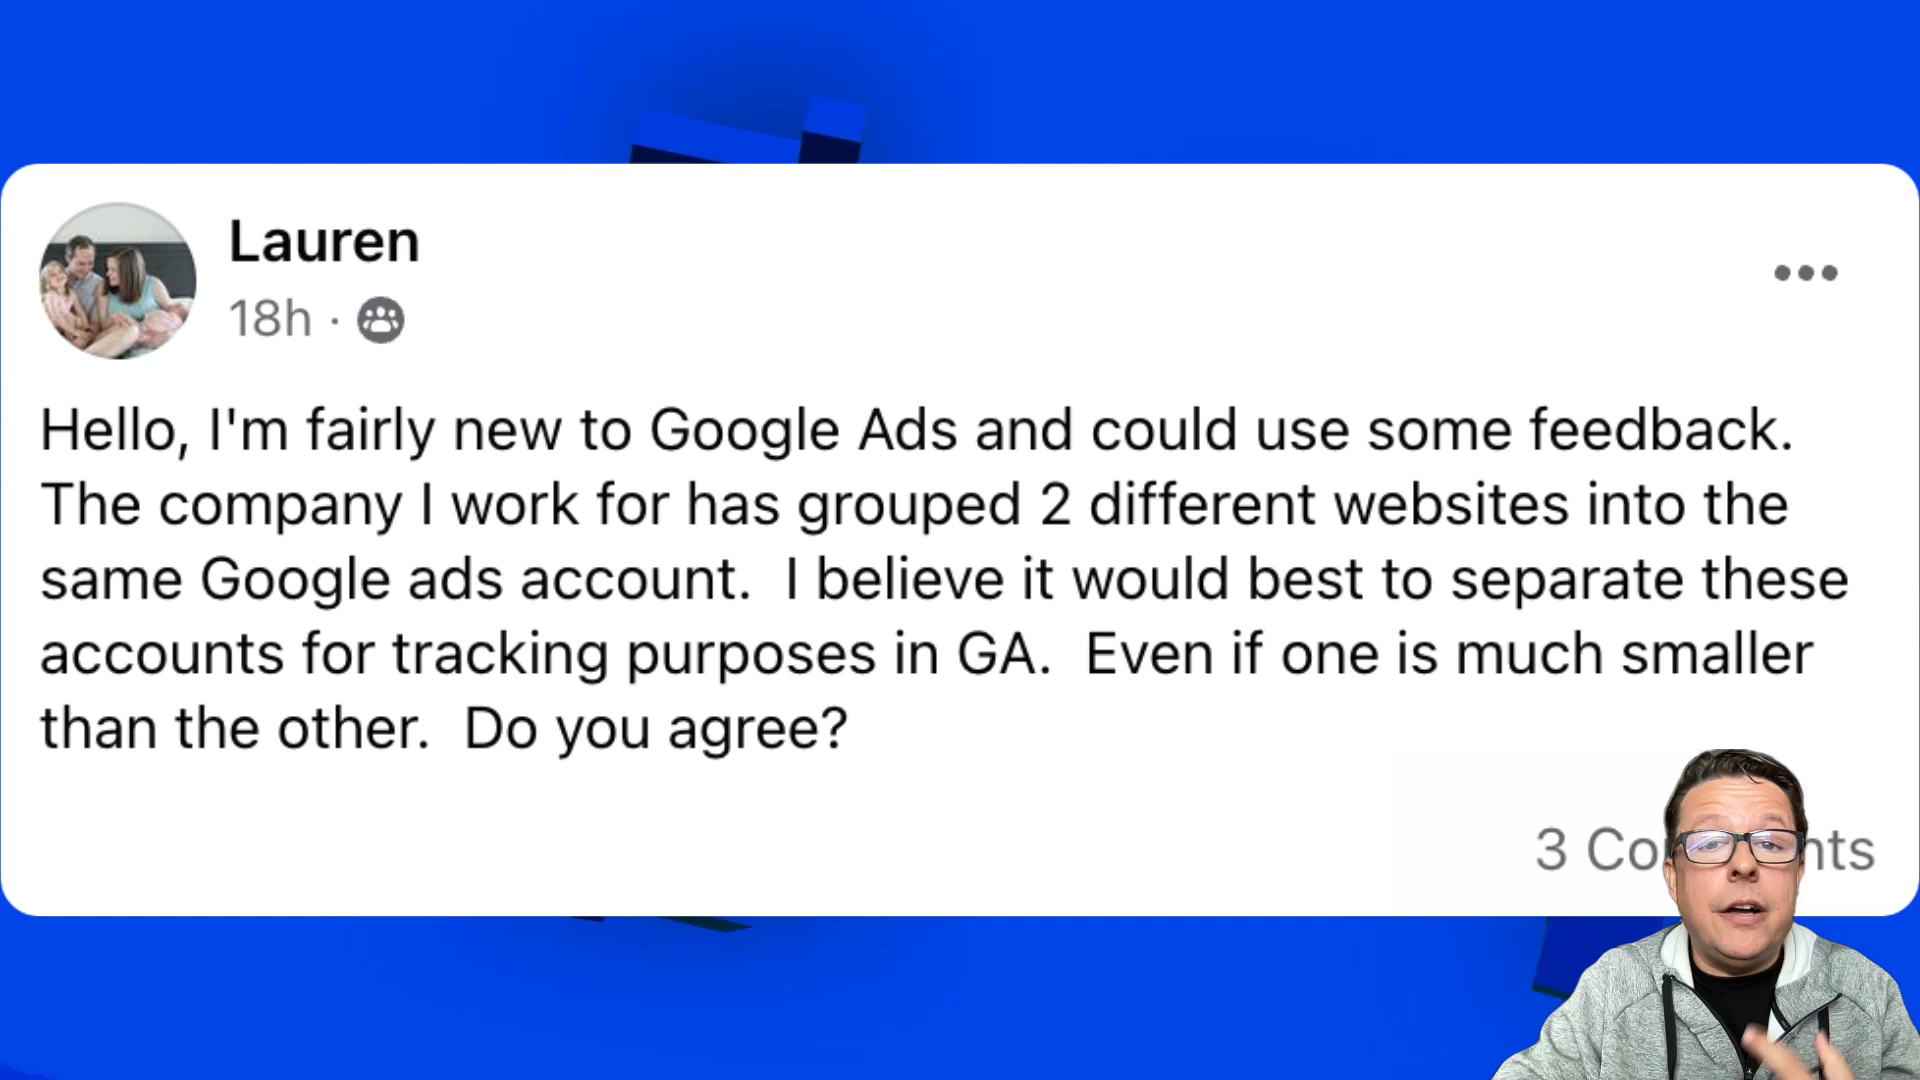 Lauren
18h ·
Hello, I'm fairly new to Google Ads and could use some feedback.
The company I work for has grouped 2 different websites into the
same Google ads account.  I believe it would best to separate these
accounts for tracking purposes in GA.  Even if one is much smaller
than the other.  Do you agree?
3